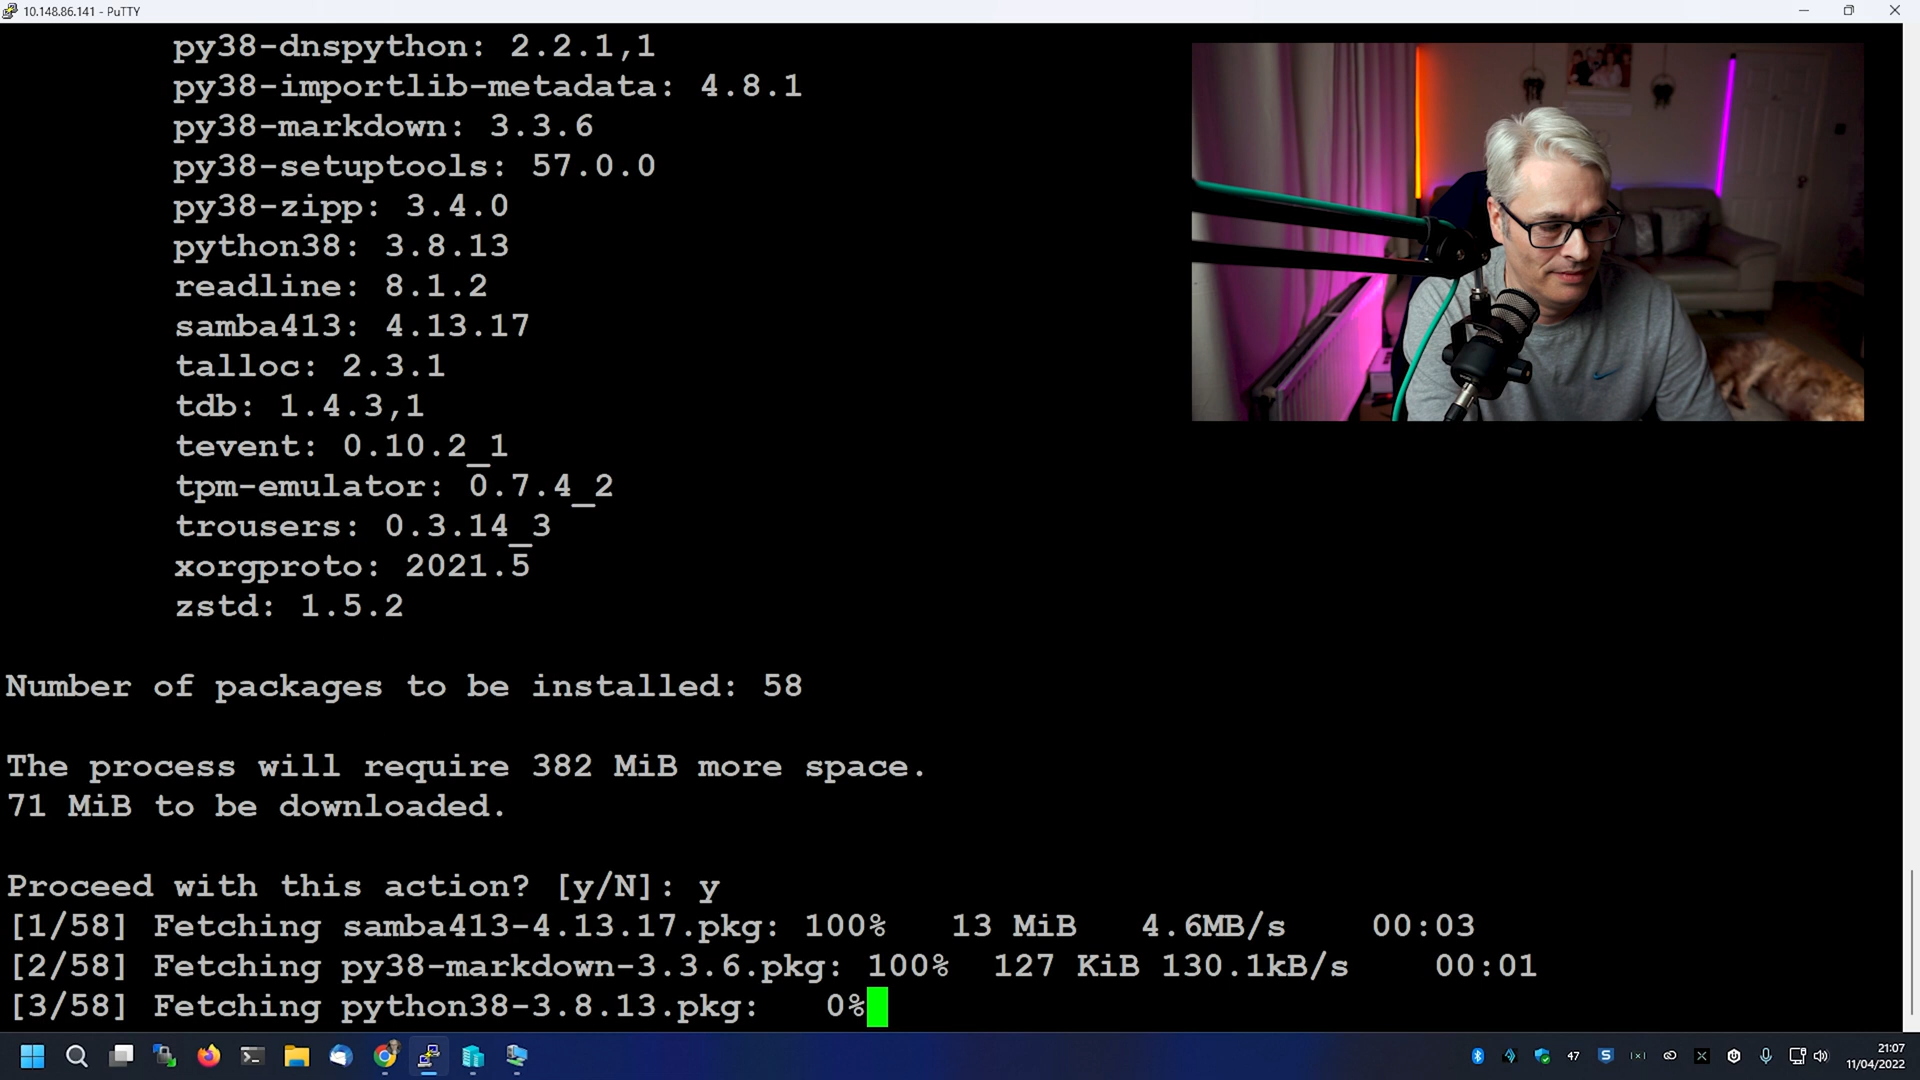 10.148.86.141 - PuTTY
py38-dnspython: 2.2.1,1
py38-importlib-metadata: 4.8.1
py38-markdown: 3.3.6
py38-setuptools: 57.0.0
py38-zipp: 3.4.0
python38: 3.8.13
readline: 8.1.2
samba413: 4.13.17
talloc: 2.3.1
tdb: 1.4.3,1
tevent: 0.10.2_1
tpm-emulator: 0.7.4_2
trousers: 0.3.14_3
xorgproto: 2021.5
zstd: 1.5.2
Number of packages to be installed: 58
The process will require 382 MiB more space.
71 MiB to be downloaded.
Proceed with this action? [y/N]: y
[1/58] Fetching samba413-4.13.17.pkg: 100% 13 MiB 4.6MB/s 00:03
[2/58] Fetching py38-markdown-3.3.6.pkg: 100% 127 KiB 130.1kB/s 00:01
[3/58] Fetching python38-3.8.13.pkg: 0%
47
21:07
11/04/2022